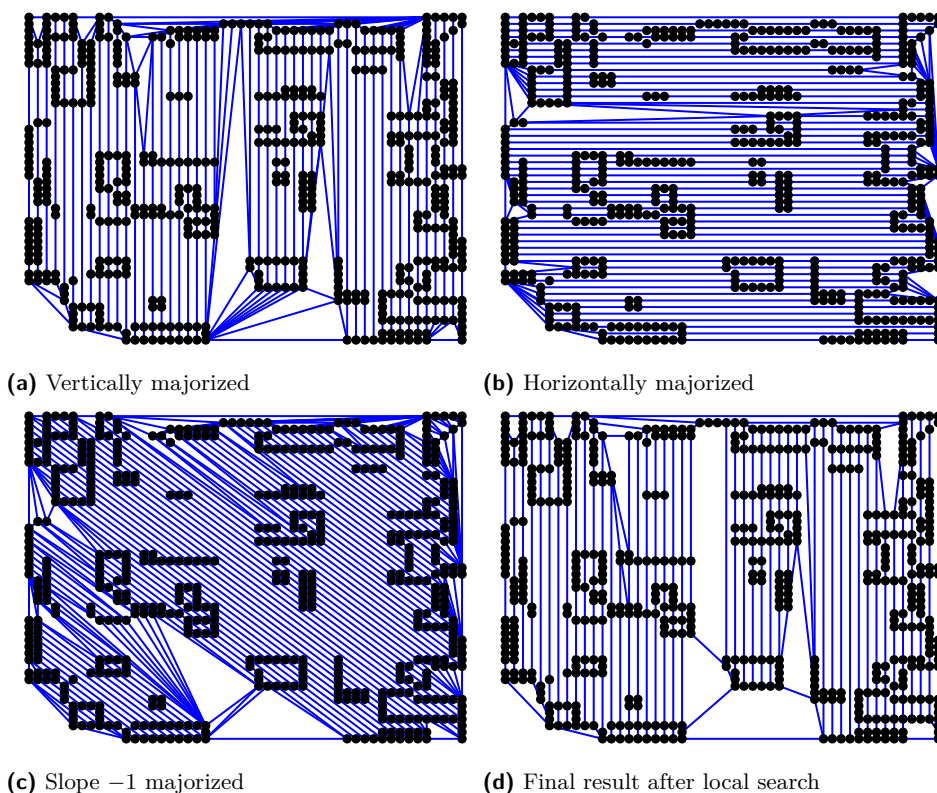 (a) Vertically majorized
(b) Horizontally majorized
(c) Slope −1 majorized
(d) Final result after local search